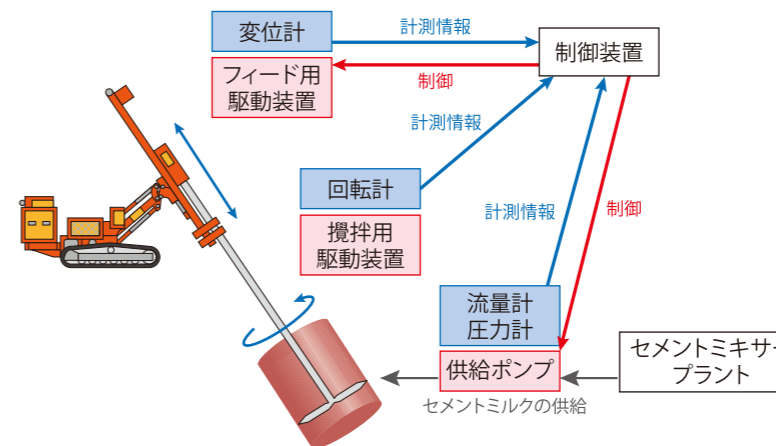 変位計
計測情報
制御装置
フィード用
駆動装置
制御
計測情報
回転計
攪拌用
駆動装置
計測情報
制御
流量計
圧力計
供給ポンプ
セメントミルクの供給
セメントミキサー
プラント